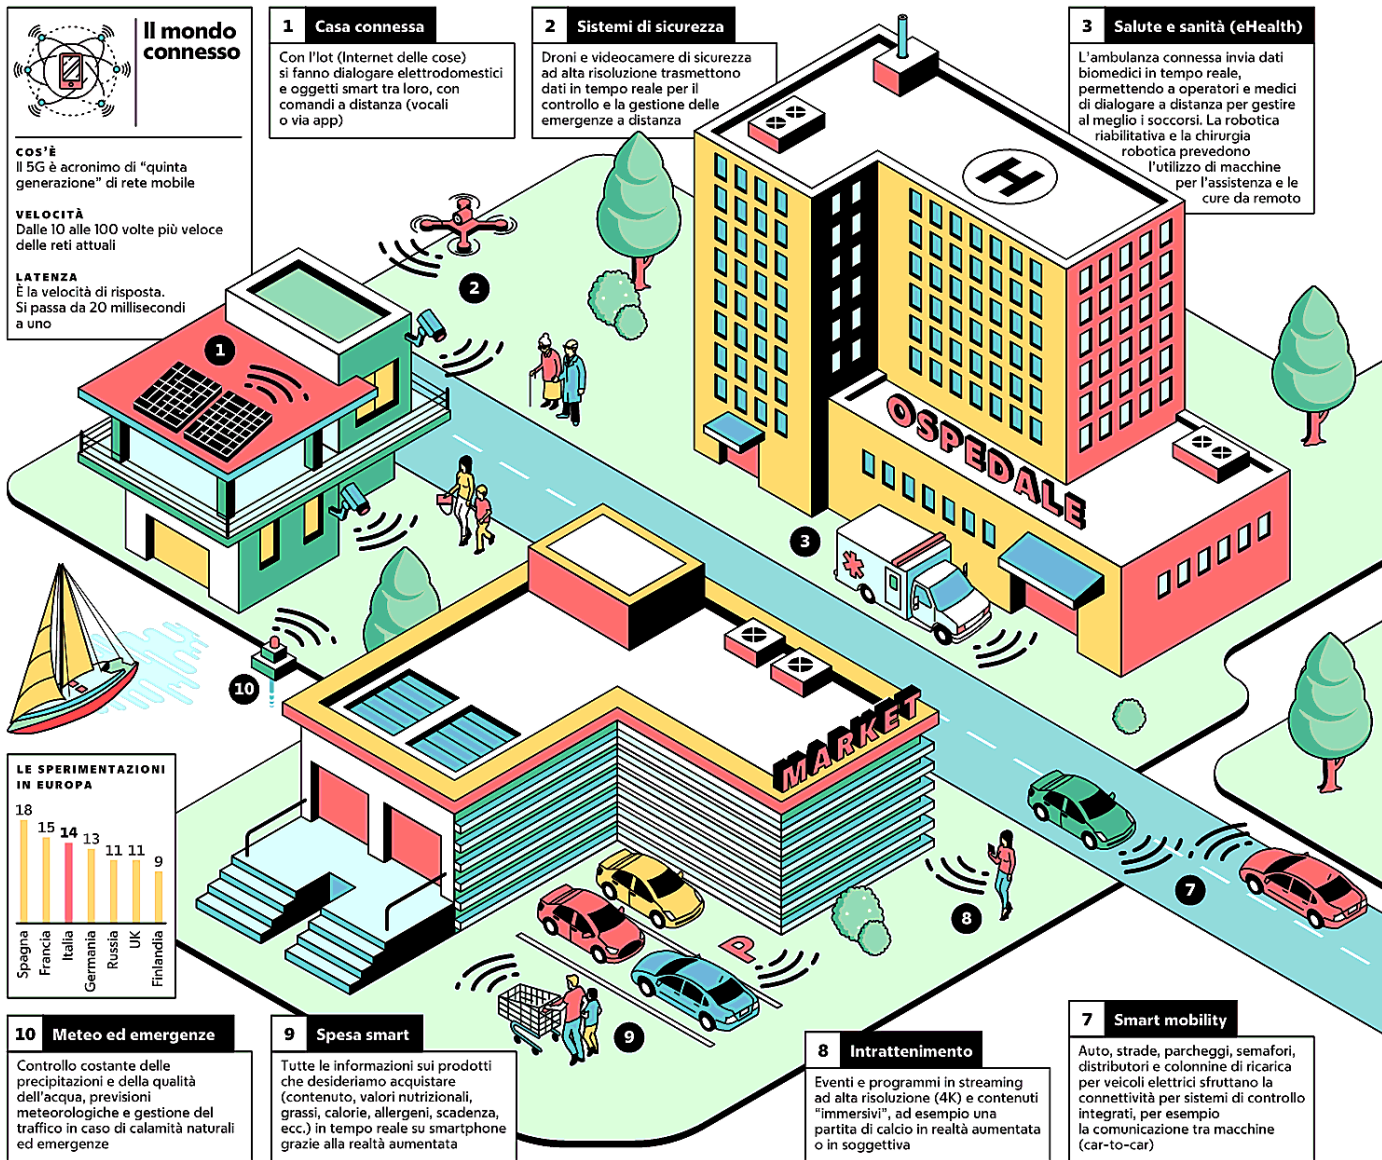 Il mondo
connesso
COS'È
Il 5G è acronimo di "quinta
generazione" di rete mobile
VELOCITÀ
Dalle 10 alle 100 volte più veloce
delle reti attuali
LATENZA
È la velocità di risposta.
Si passa da 20 millisecondi
a uno
1 Casa connessa
Con l'Iot (Internet delle cose)
si fanno dialogare elettrodomestici
e oggetti smart tra loro, con
comandi a distanza (vocali
o via app)
2 Sistemi di sicurezza
Droni e videocamere di sicurezza
ad alta risoluzione trasmettono
dati in tempo reale per il
controllo e la gestione delle
emergenze a distanza
3 Salute e sanità (eHealth)
L'ambulanza connessa invia dati
biomedici in tempo reale,
permettendo a operatori e medici
di dialogare a distanza per gestire
al meglio i soccorsi. La robotica
riabilitativa e la chirurgia
robotica prevedono
l'utilizzo di macchine
per l'assistenza e le
cure da remoto
H
2
1
OSPEDALE
3
10
MARKET
7
8
P
9
LE SPERIMENTAZIONI
IN EUROPA
18
15
14
13
11
11
9
Spagna
Francia
Italia
Germania
Russia
UK
Finlandia
10 Meteo ed emergenze
Controllo costante delle
precipitazioni e della qualità
dell'acqua, previsioni
meteorologiche e gestione del
traffico in caso di calamità naturali
ed emergenze
9 Spesa smart
Tutte le informazioni sui prodotti
che desideriamo acquistare
(contenuto, valori nutrizionali,
grassi, calorie, allergeni, scadenza,
ecc.) in tempo reale su smartphone
grazie alla realtà aumentata
8 Intrattenimento
Eventi e programmi in streaming
ad alta risoluzione (4K) e contenuti
"immersivi", ad esempio una
partita di calcio in realtà aumentata
o in soggettiva
7 Smart mobility
Auto, strade, parcheggi, semafori,
distributori e colonnine di ricarica
per veicoli elettrici sfruttano la
connettività per sistemi di controllo
integrati, per esempio
la comunicazione tra macchine
(car-to-car)